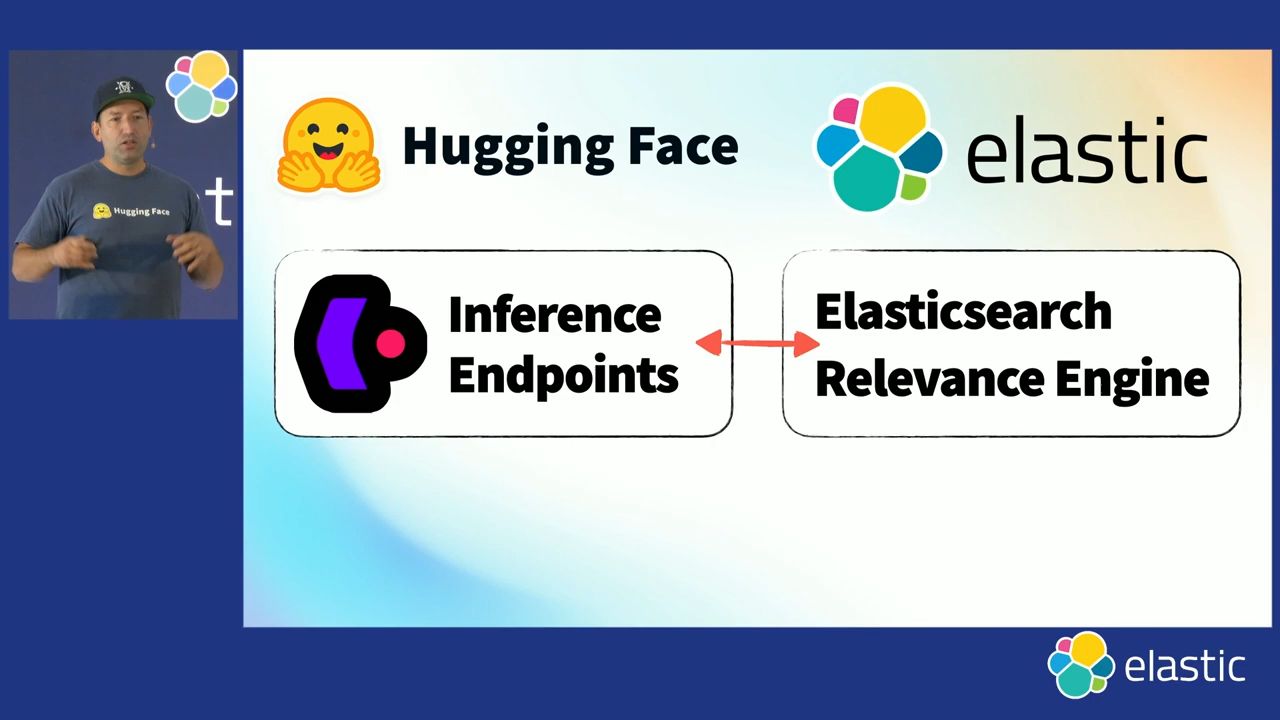 t
Hugging Face
Hugging Face
elastic
Inference
Endpoints
Elasticsearch
Relevance Engine
elastic